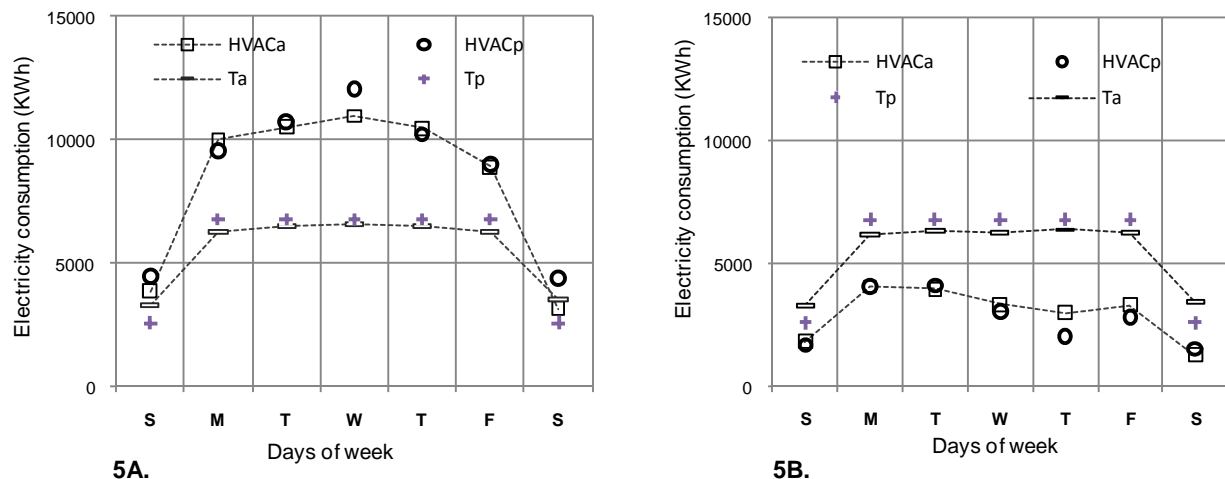 15000
10000
5000
0
Electricity consumption (KWh)
HVACa
HVACp
Ta
Tp
S M T W T F S
Days of week
5A.
15000
10000
5000
0
Electricity consumption (KWh)
HVACa
HVACp
Tp
Ta
S M T W T F S
Days of week
5B.